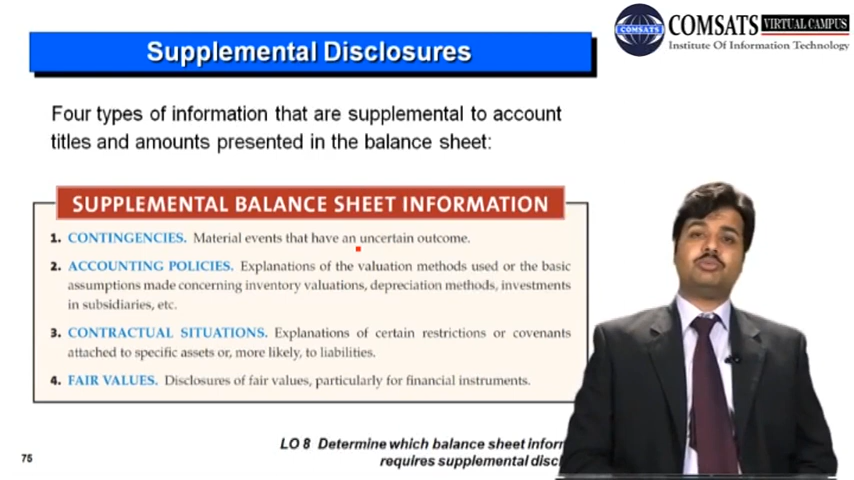 COMSATS VIRTUAL CAMPUS
COMSATS
Institute Of Information Technology
Supplemental Disclosures
Four types of information that are supplemental to account
titles and amounts presented in the balance sheet:
SUPPLEMENTAL BALANCE SHEET INFORMATION
1. CONTINGENCIES. Material events that have an uncertain outcome.
2. ACCOUNTING POLICIES. Explanations of the valuation methods used or the basic
assumptions made concerning inventory valuations, depreciation methods, investments
in subsidiaries, etc.
3. CONTRACTUAL SITUATIONS. Explanations of certain restrictions or covenants
attached to specific assets or, more likely, to liabilities.
4. FAIR VALUES. Disclosures of fair values, particularly for financial instruments.
LO 8 Determine which balance sheet inform
requires supplemental discl
75